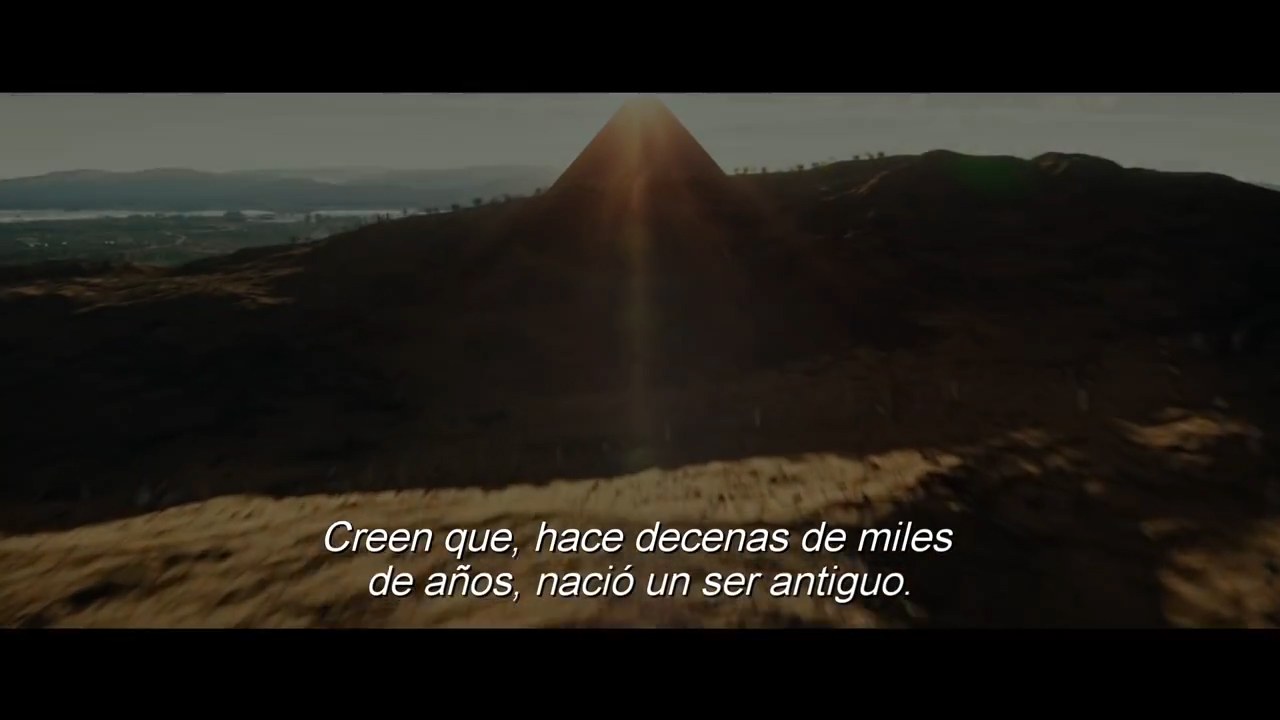 Creen que, hace decenas de miles
de años, nació un ser antiguo.